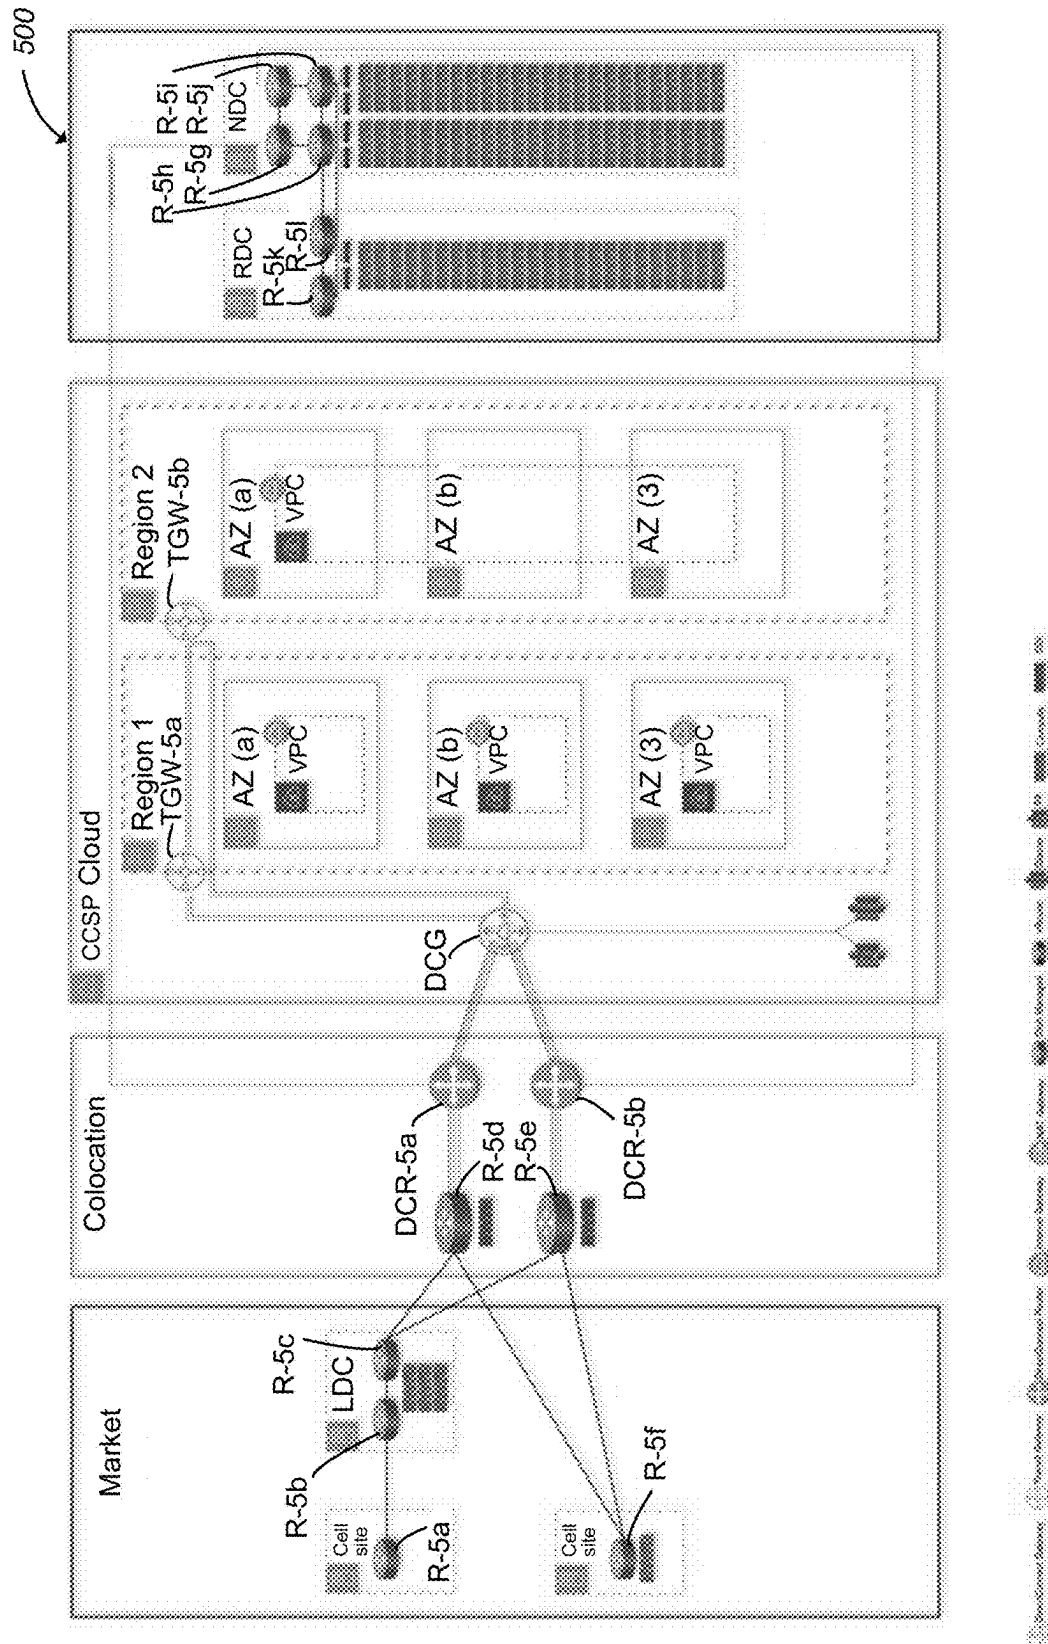 500
Market
Cell
site
R-5a
R-5b
LDC
R-5c
Cell
site
R-5f
Colocation
DCR-5a
R-5d
R-5e
DCR-5b
CCSP Cloud
DCG
Region 1
TGW-5a
AZ (a)
VPC
AZ (b)
VPC
AZ (3)
VPC
Region 2
TGW-5b
AZ (a)
VPC
AZ (b)
AZ (3)
RDC
R-5k
R-5l
NDC
R-5h
R-5g
R-5i
R-5j